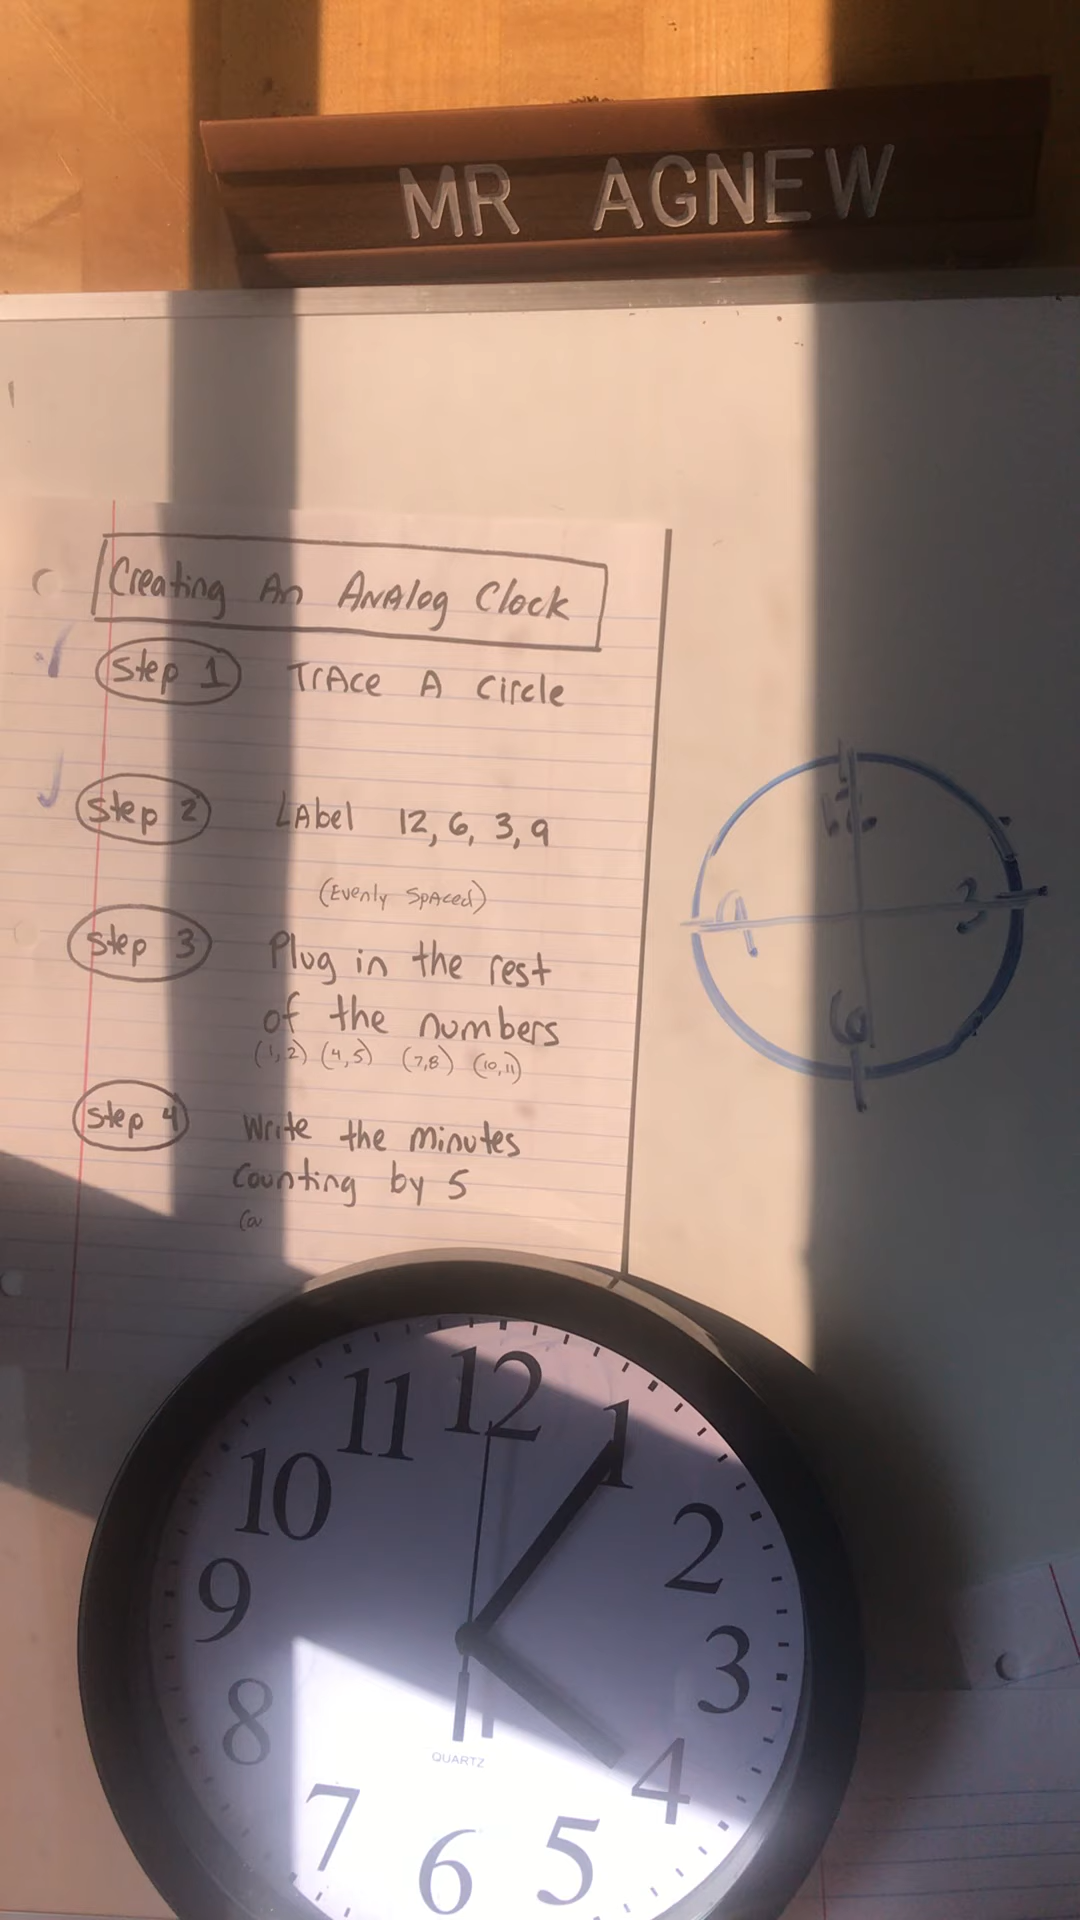 MR AGNEW
Creating An Analog Clock
Step 1 Trace A Circle
Step 2 Label 12, 6, 3, 9
(Evenly Spaced)
Step 3 Plug in the rest
of the numbers
(1,2) (4,5) (7,8) (10,11)
Step 4 Write the minutes
Counting by 5
12
9
3
6
12
11
1
10
2
9
3
8
4
QUARTZ
7
6
5